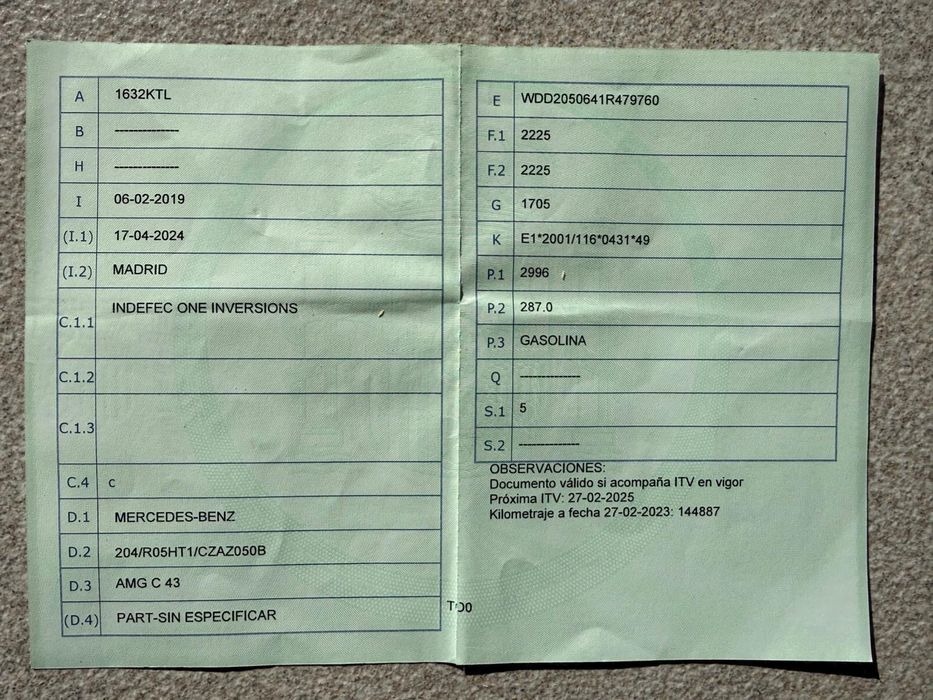 A 1632KTL
B --------------
H --------------
I 06-02-2019
(I.1) 17-04-2024
(I.2) MADRID
C.1.1 INDEFEC ONE INVERSIONS
C.1.2
C.1.3
C.4 c
D.1 MERCEDES-BENZ
D.2 204/R05HT1/CZAZ050B
D.3 AMG C 43
(D.4) PART-SIN ESPECIFICAR
E WDD2050641R479760
F.1 2225
F.2 2225
G 1705
K E1*2001/116*0431*49
P.1 2996
P.2 287.0
P.3 GASOLINA
Q --------------
S.1 5
S.2 --------------
OBSERVACIONES:
Documento válido si acompaña ITV en vigor
Próxima ITV: 27-02-2025
Kilometraje a fecha 27-02-2023: 144887